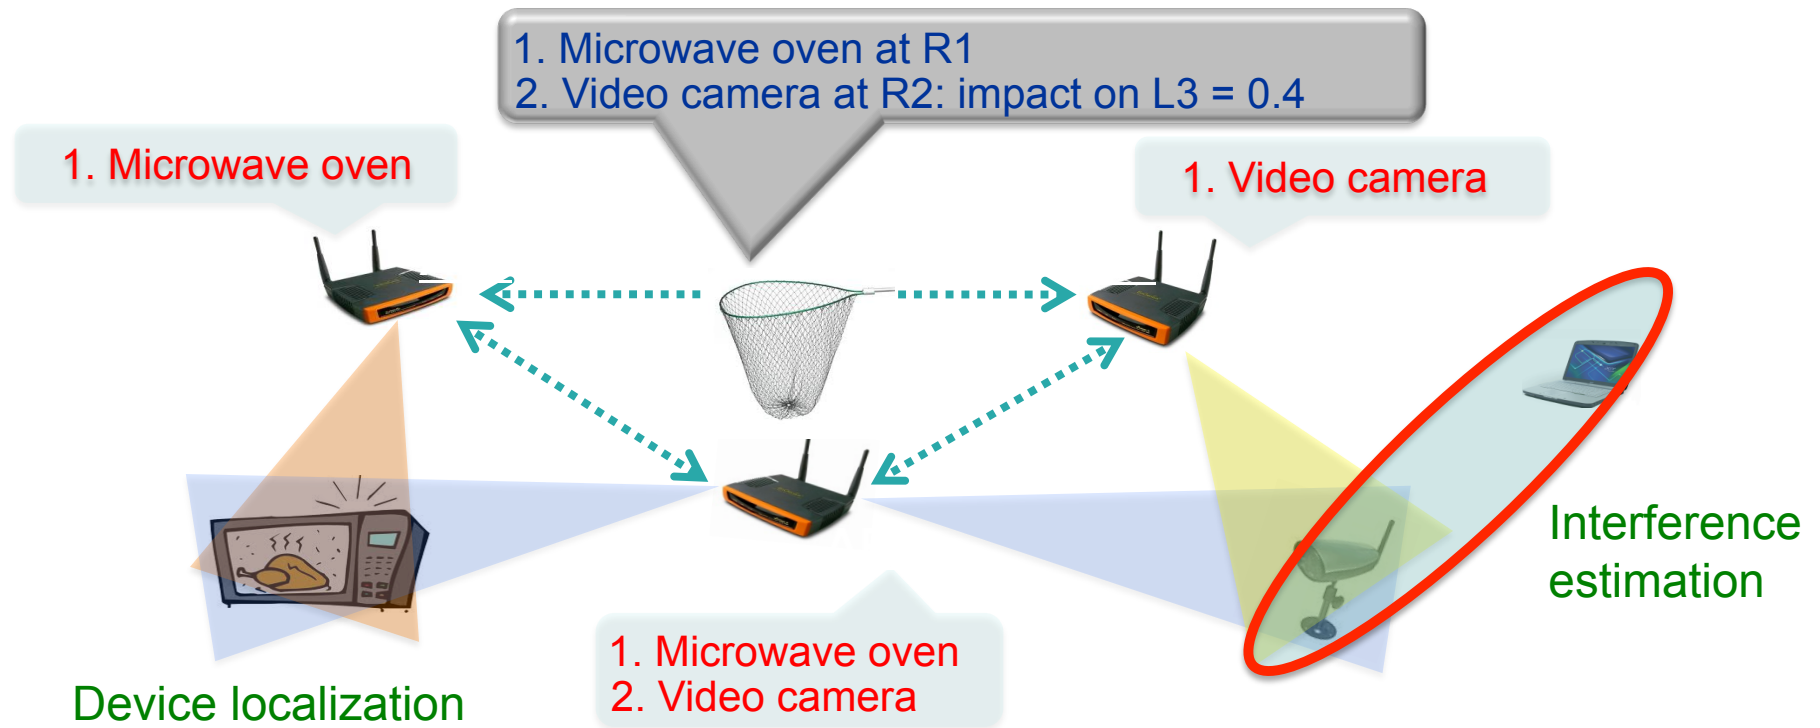 1. Microwave oven at R1
2. Video camera at R2: impact on L3 = 0.4
1. Microwave oven
1. Video camera
Interference
estimation
1. Microwave oven
2. Video camera
Device localization